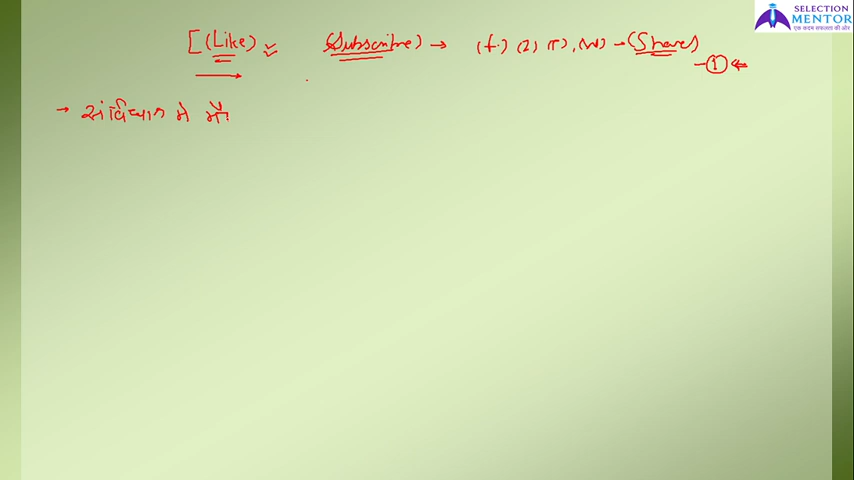 SELECTION
MENTOR
एक कदम सफलता की ओर
[(Like) (Subscribe) → (f.) (I) (T), (W) → (Share)
-①
→ संविधान में